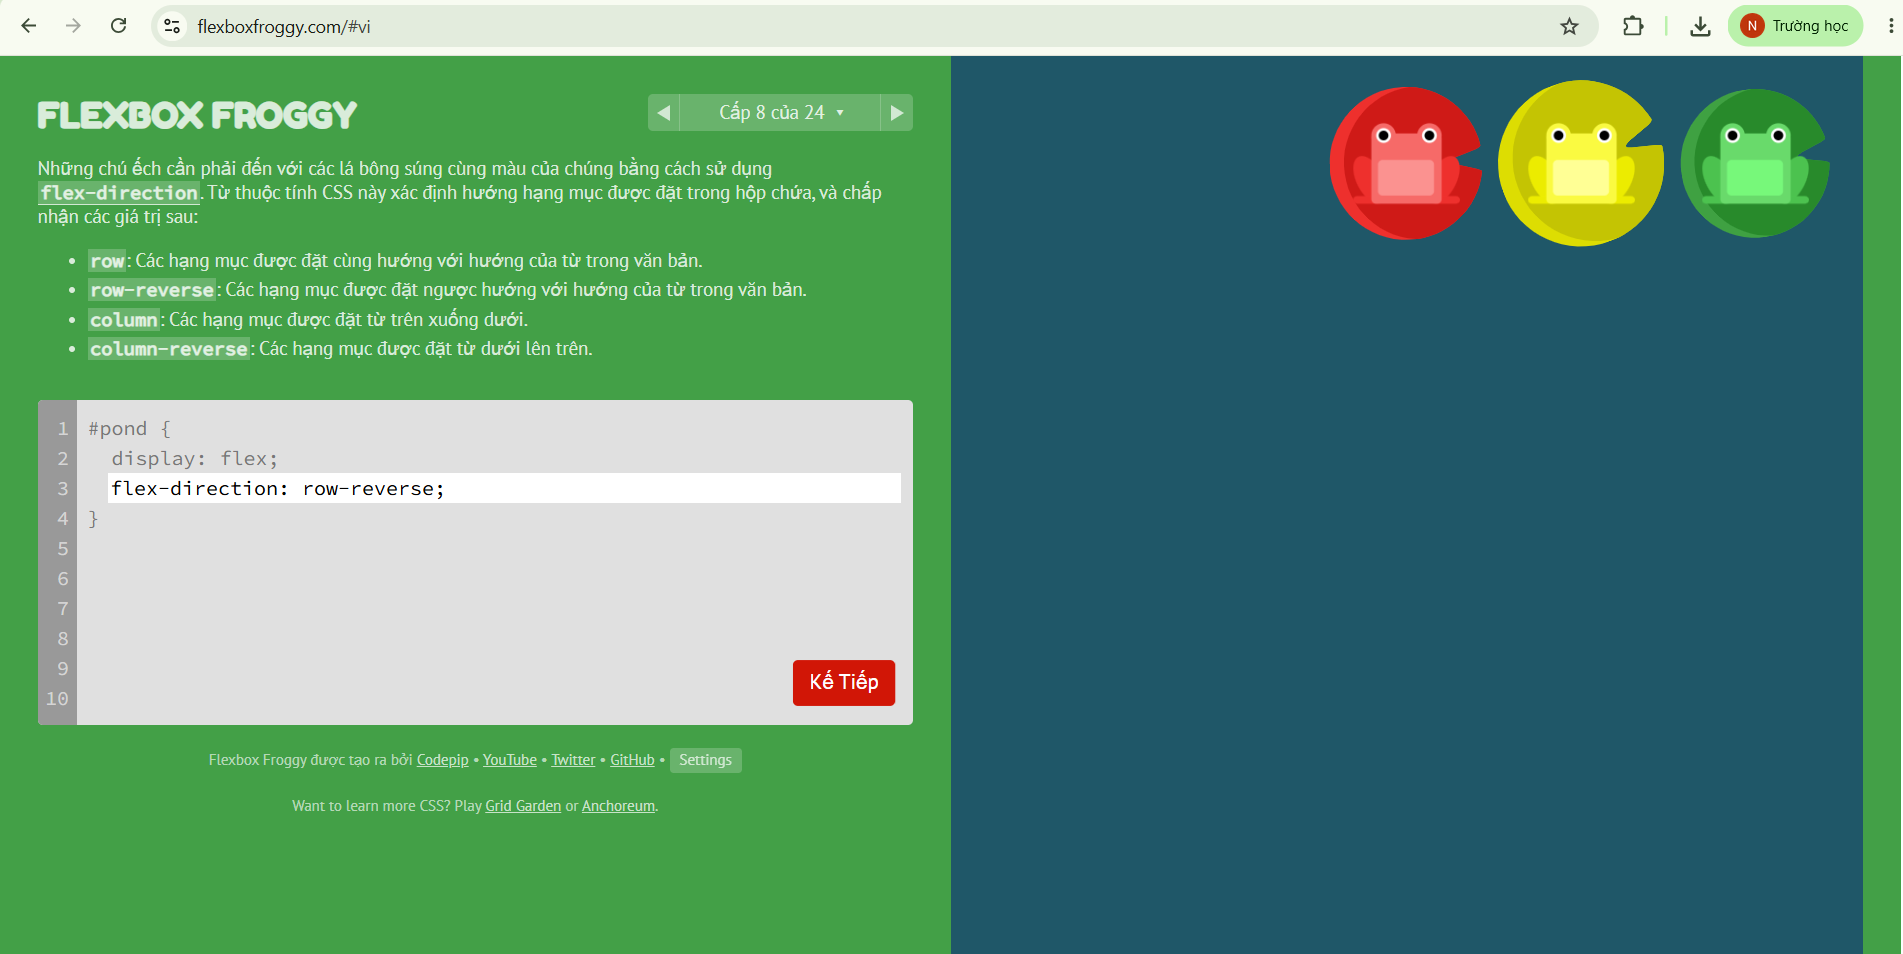 flexboxfroggy.com/#vi
N Trường học
FLEXBOX FROGGY
Cấp 8 của 24
Những chú ếch cần phải đến với các lá bông súng cùng màu của chúng bằng cách sử dụng
flex-direction. Từ thuộc tính CSS này xác định hướng hạng mục được đặt trong hộp chứa, và chấp
nhận các giá trị sau:
• row: Các hạng mục được đặt cùng hướng với hướng của từ trong văn bản.
• row-reverse: Các hạng mục được đặt ngược hướng với hướng của từ trong văn bản.
• column: Các hạng mục được đặt từ trên xuống dưới.
• column-reverse: Các hạng mục được đặt từ dưới lên trên.
1 #pond {
2   display: flex;
3   flex-direction: row-reverse;
4 }
5
6
7
8
9
10
Kế Tiếp
Flexbox Froggy được tạo ra bởi Codepip • YouTube • Twitter • GitHub • Settings
Want to learn more CSS? Play Grid Garden or Anchoreum.